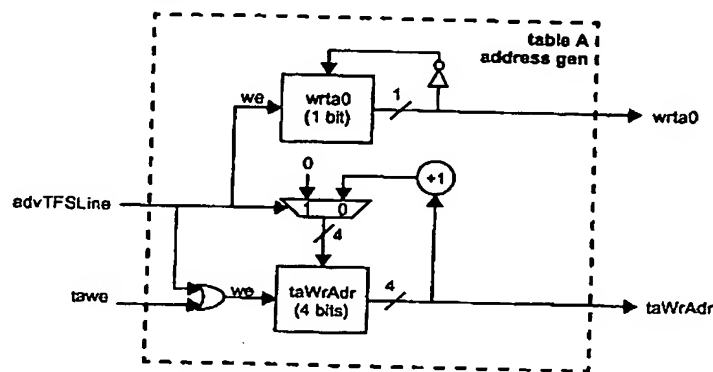 table A
address gen
we
wrta0
(1 bit)
1
wrta0
0
+1
advTFSLine
1 0
4
tawe
we
taWrAdr
(4 bits)
4
taWrAdr